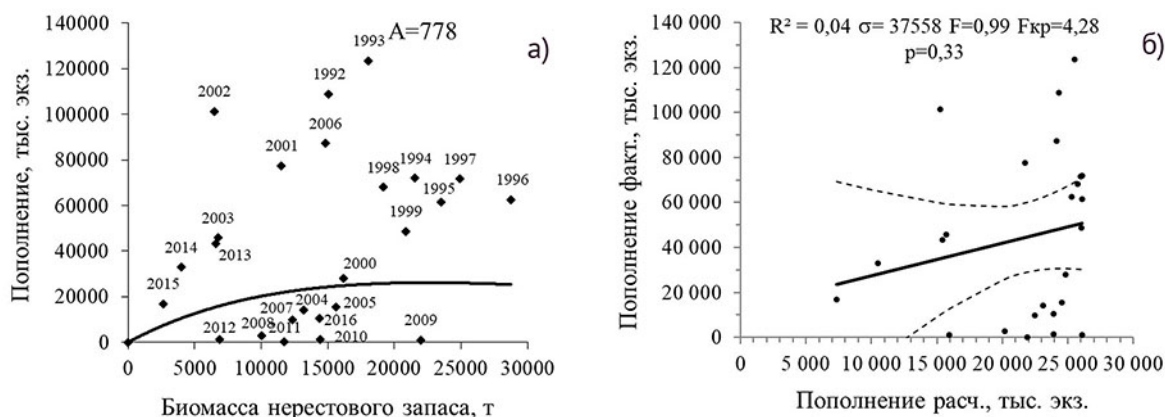 140000
120000
100000
80000
60000
40000
20000
0
Пополнение, тыс. экз.
A=778
а)
1993
1992
2002
2006
2001
1998 1994 1997
1995 1996
1999
2003
2013
2014
2015
2000
2007 2004 2005
2012 2008 2011 2016 2009
2010
0 5000 10000 15000 20000 25000 30000
Биомасса нерестового запаса, т
R² = 0,04 σ= 37558 F=0,99 Fкр=4,28
p=0,33
б)
140 000
120 000
100 000
80 000
60 000
40 000
20 000
0
Пополнение факт., тыс. экз.
0 5 000 10 000 15 000 20 000 25 000 30 000
Пополнение расч., тыс. экз.